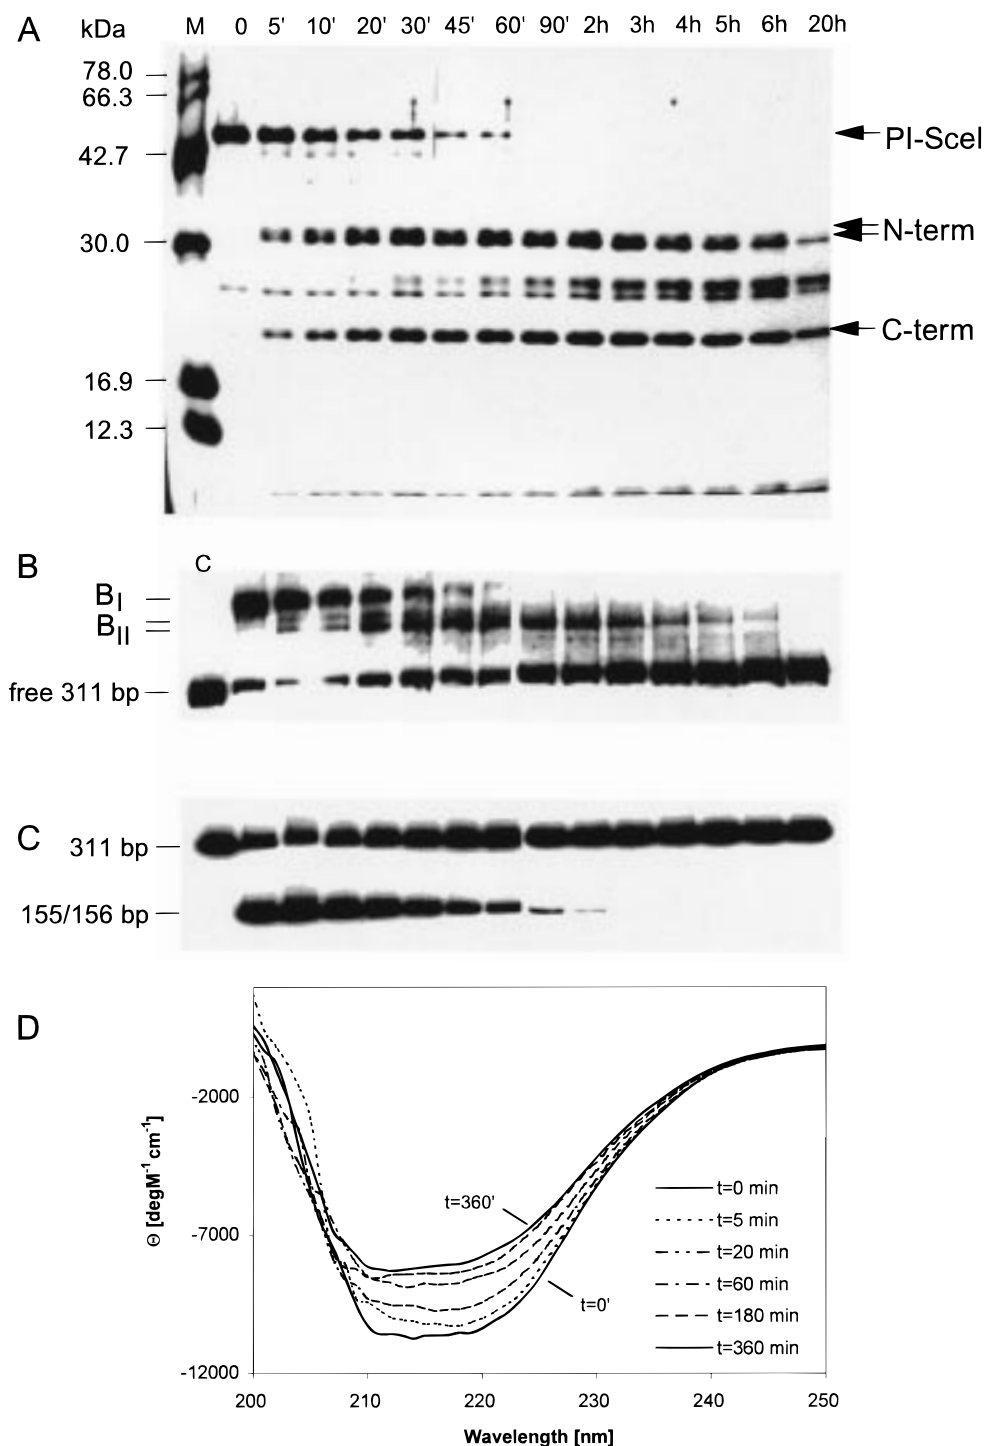 A kDa M 0 5' 10' 20' 30' 45' 60' 90' 2h 3h 4h 5h 6h 20h
78.0
66.3
PI-SceI
42.7
N-term
30.0
C-term
16.9
12.3
B C
BI
BII
free 311 bp
C 311 bp
155/156 bp
D
-2000
Θ [degM-1 cm-1]
t=0 min
t=360'
t=5 min
-7000
t=20 min
t=60 min
t=0'
t=180 min
t=360 min
-12000
200 210 220 230 240 250
Wavelength [nm]